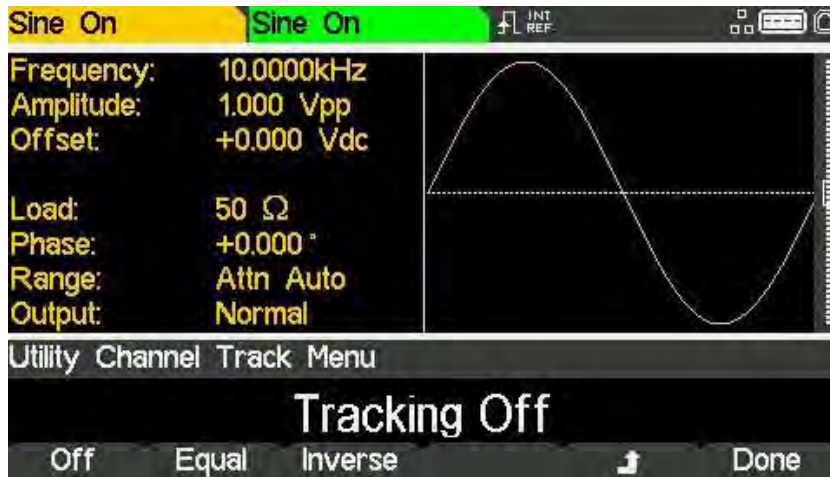 Sine On Sine On INT REF
Frequency: 10.0000kHz
Amplitude: 1.000 Vpp
Offset: +0.000 Vdc
Load: 50 Ω
Phase: +0.000°
Range: Attn Auto
Output: Normal
Utility Channel Track Menu
Tracking Off
Off Equal Inverse Done